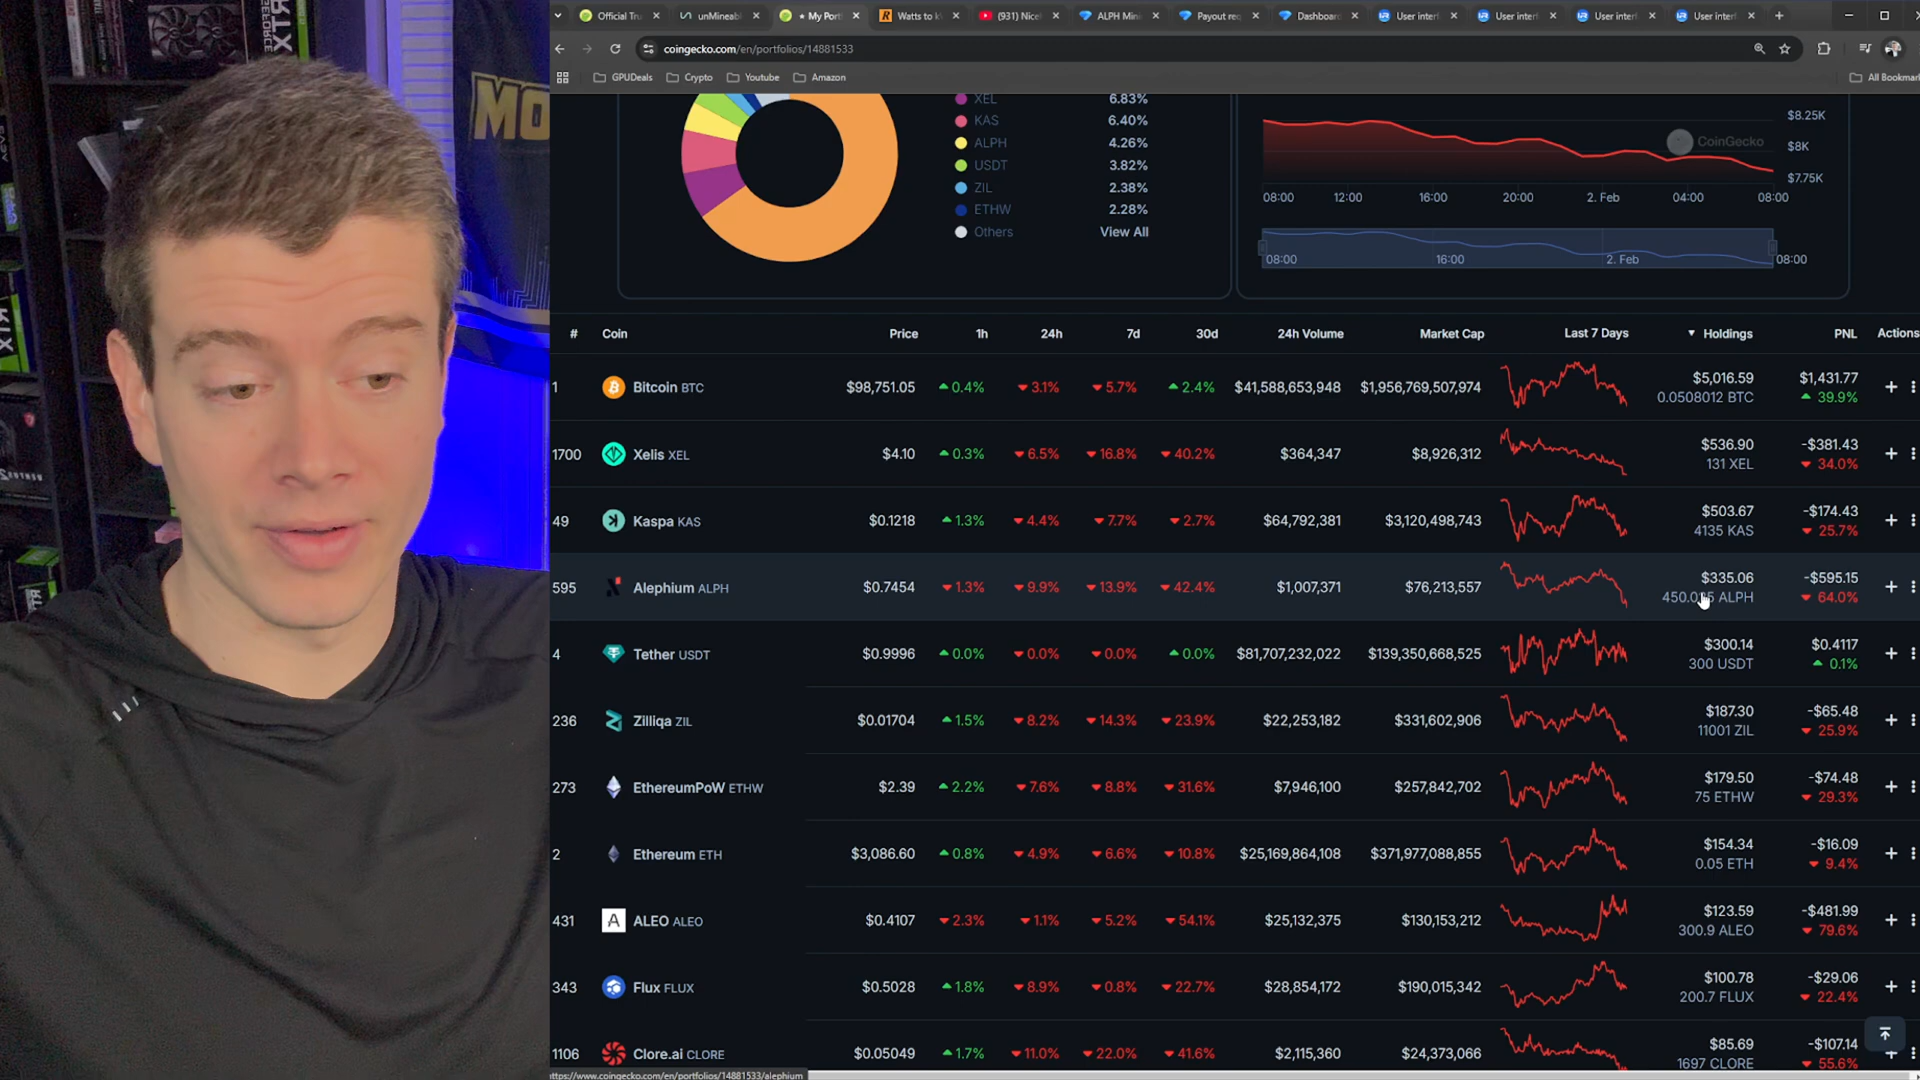 Official Tru
unMineabl
My Port
Watts to k
(931) Nice
ALPH Min
Payout req
Dashboar
User interf
User interf
User interf
User interf
coingecko.com/en/portfolios/14881533
GPUDeals
Crypto
Youtube
Amazon
All Bookmar
MO
RTX
XEL 6.83%
KAS 6.40%
ALPH 4.26%
USDT 3.82%
ZIL 2.38%
ETHW 2.28%
Others View All
$8.25K
CoinGecko
$8K
$7.75K
08:00 12:00 16:00 20:00 2. Feb 04:00 08:00
08:00 16:00 2. Feb 08:00
# Coin Price 1h 24h 7d 30d 24h Volume Market Cap Last 7 Days Holdings PNL Actions
1 Bitcoin BTC $98,751.05 0.4% 3.1% 5.7% 2.4% $41,588,653,948 $1,956,769,507,974 $5,016.59 $1,431.77
0.0508012 BTC 39.9%
1700 Xelis XEL $4.10 0.3% 6.5% 16.8% 40.2% $364,347 $8,926,312 $536.90 -$381.43
131 XEL 34.0%
49 Kaspa KAS $0.1218 1.3% 4.4% 7.7% 2.7% $64,792,381 $3,120,498,743 $503.67 -$174.43
4135 KAS 25.7%
595 Alephium ALPH $0.7454 1.3% 9.9% 13.9% 42.4% $1,007,371 $76,213,557 $335.06 -$595.15
ALPH 64.0%
4 Tether USDT $0.9996 0.0% 0.0% 0.0% 0.0% $81,707,232,022 $139,350,668,525 $300.14 $0.4117
300 USDT 0.1%
236 Zilliqa ZIL $0.01704 1.5% 8.2% 14.3% 23.9% $22,253,182 $331,602,906 $187.30 -$65.48
11001 ZIL 25.9%
273 EthereumPoW ETHW $2.39 2.2% 7.6% 8.8% 31.6% $7,946,100 $257,842,702 $179.50 -$74.48
75 ETHW 29.3%
2 Ethereum ETH $3,086.60 0.8% 4.9% 6.6% 10.8% $25,169,864,108 $371,977,088,855 $154.34 -$16.09
0.05 ETH 9.4%
431 A ALEO ALEO $0.4107 2.3% 1.1% 5.2% 54.1% $25,132,375 $130,153,212 $123.59 -$481.99
300.9 ALEO 79.6%
343 Flux FLUX $0.5028 1.8% 8.9% 0.8% 22.7% $28,854,172 $190,015,342 $100.78 -$29.06
200.7 FLUX 22.4%
1106 Clore.ai CLORE $0.05049 1.7% 11.0% 22.0% 41.6% $2,115,360 $24,373,066 $85.69 -$107.14
1697 CLORE 55.6%
https://www.coingecko.com/en/portfolios/14881533/alephium